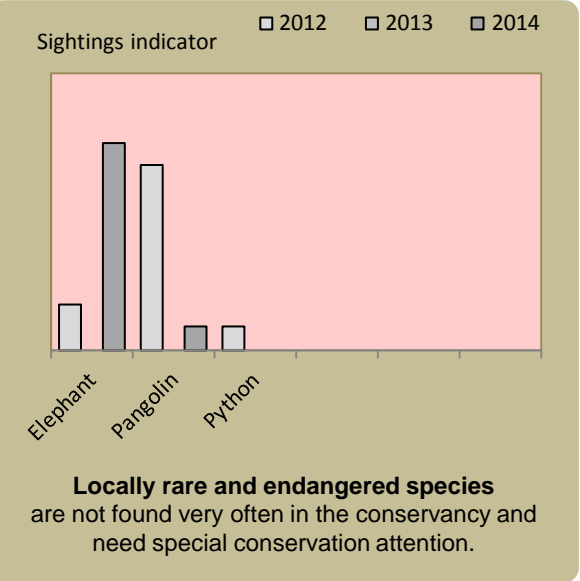 2012 2013 2014
Sightings indicator
Elephant
Pangolin
Python
Locally rare and endangered species
are not found very often in the conservancy and
need special conservation attention.